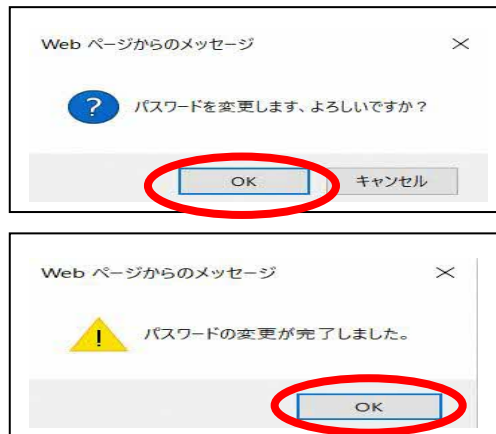 Web ページからのメッセージ
パスワードを変更します、よろしいですか？
OK キャンセル
Web ページからのメッセージ
パスワードの変更が完了しました。
OK